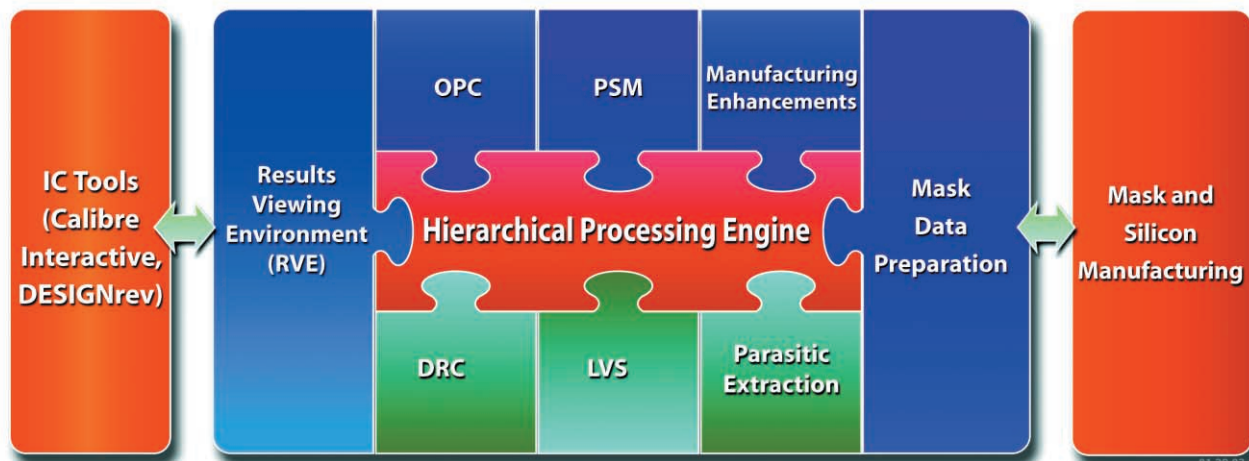 IC Tools
(Calibre
Interactive,
DESIGNrev)
Results
Viewing
Environment
(RVE)
OPC
PSM
Manufacturing
Enhancements
Hierarchical Processing Engine
DRC
LVS
Parasitic
Extraction
Mask
Data
Preparation
Mask and
Silicon
Manufacturing